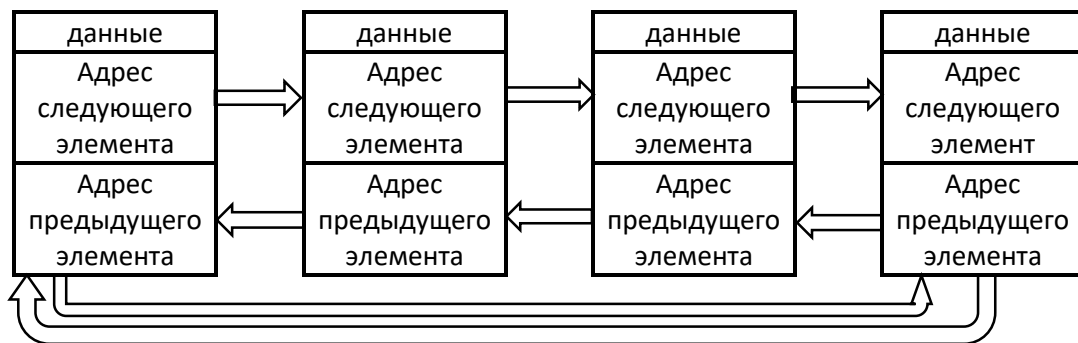 данные
Адрес
следующего
элемента
Адрес
предыдущего
элемента
данные
Адрес
следующего
элемента
Адрес
предыдущего
элемента
данные
Адрес
следующего
элемента
Адрес
предыдущего
элемента
данные
Адрес
следующего
элемент
Адрес
предыдущего
элемента